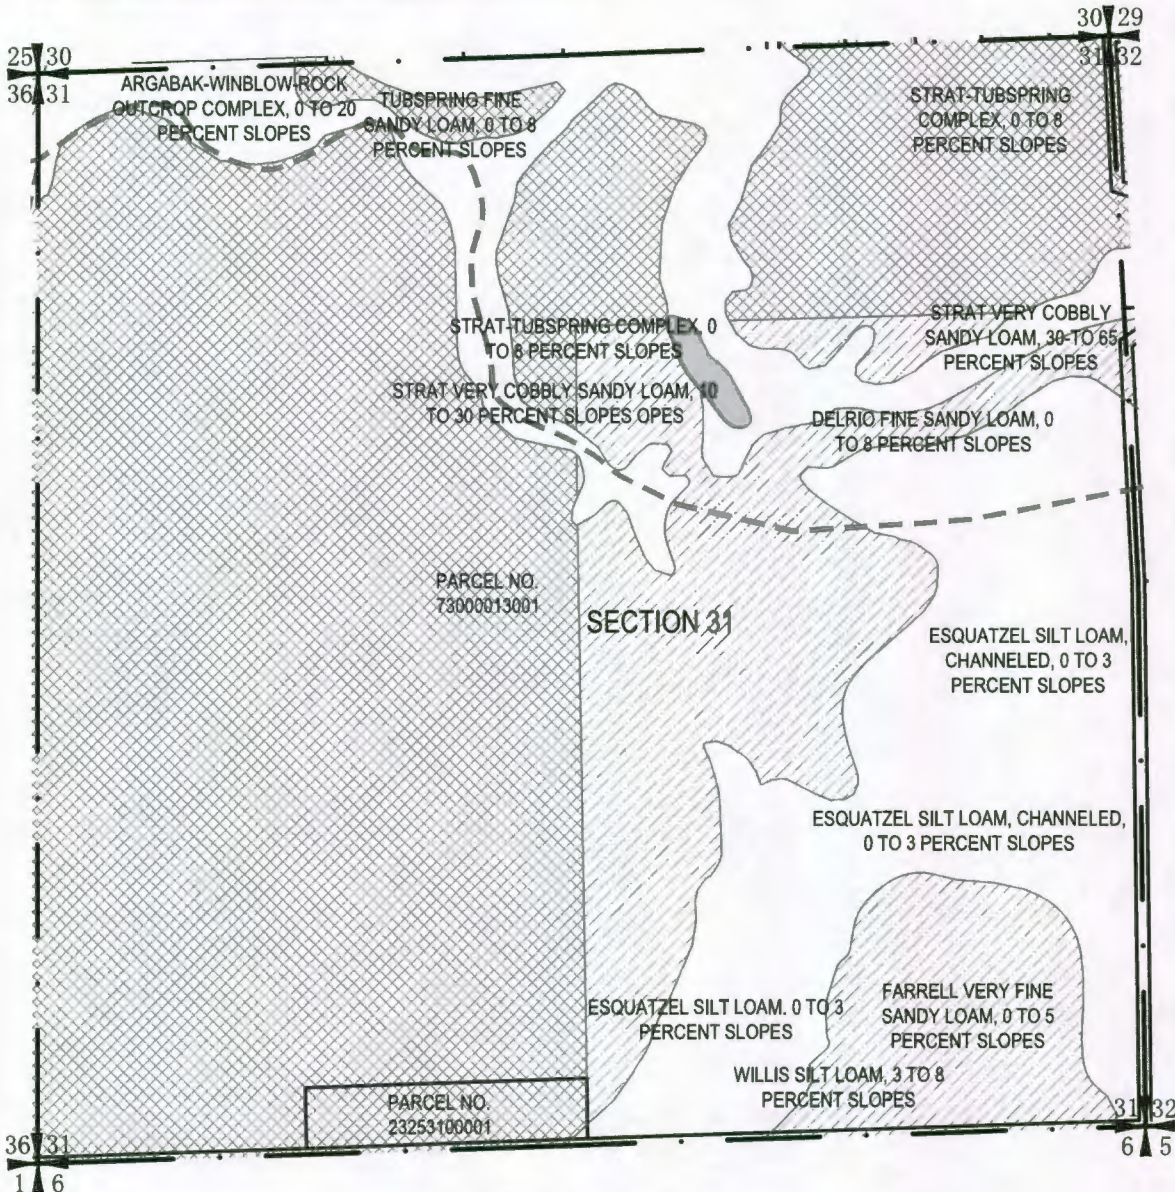 30 29
31 32
25 30
36 31
ARGABAK-WINBLOW-ROCK
OUTCROP COMPLEX, 0 TO 20
PERCENT SLOPES
TUBSPRING FINE
SANDY LOAM, 0 TO 8
PERCENT SLOPES
STRAT-TUBSPRING
COMPLEX, 0 TO 8
PERCENT SLOPES
STRAT-TUBSPRING COMPLEX, 0
TO 8 PERCENT SLOPES
STRAT VERY COBBLY
SANDY LOAM, 30 TO 65
PERCENT SLOPES
STRAT VERY COBBLY SANDY LOAM, 10
TO 30 PERCENT SLOPES OPES
DELRIO FINE SANDY LOAM, 0
TO 8 PERCENT SLOPES
PARCEL NO.
73000013001
SECTION 31
ESQUATZEL SILT LOAM,
CHANNELED, 0 TO 3
PERCENT SLOPES
ESQUATZEL SILT LOAM, CHANNELED,
0 TO 3 PERCENT SLOPES
ESQUATZEL SILT LOAM. 0 TO 3
PERCENT SLOPES
FARRELL VERY FINE
SANDY LOAM, 0 TO 5
PERCENT SLOPES
WILLIS SILT LOAM, 3 TO 8
PERCENT SLOPES
PARCEL NO.
23253100001
31 32
6 5
36 31
1 6